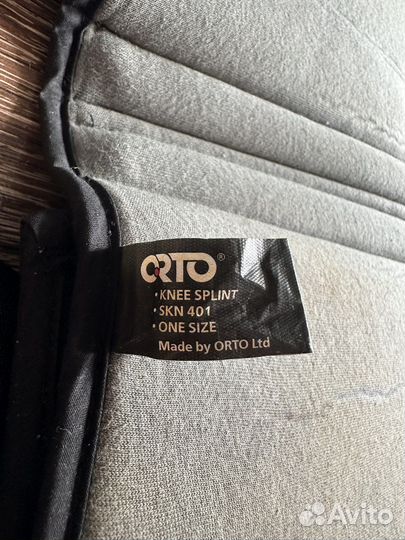 ORTO®
·KNEE SPLINT
·SKN 401
·ONE SIZE
Made by ORTO Ltd
Avito